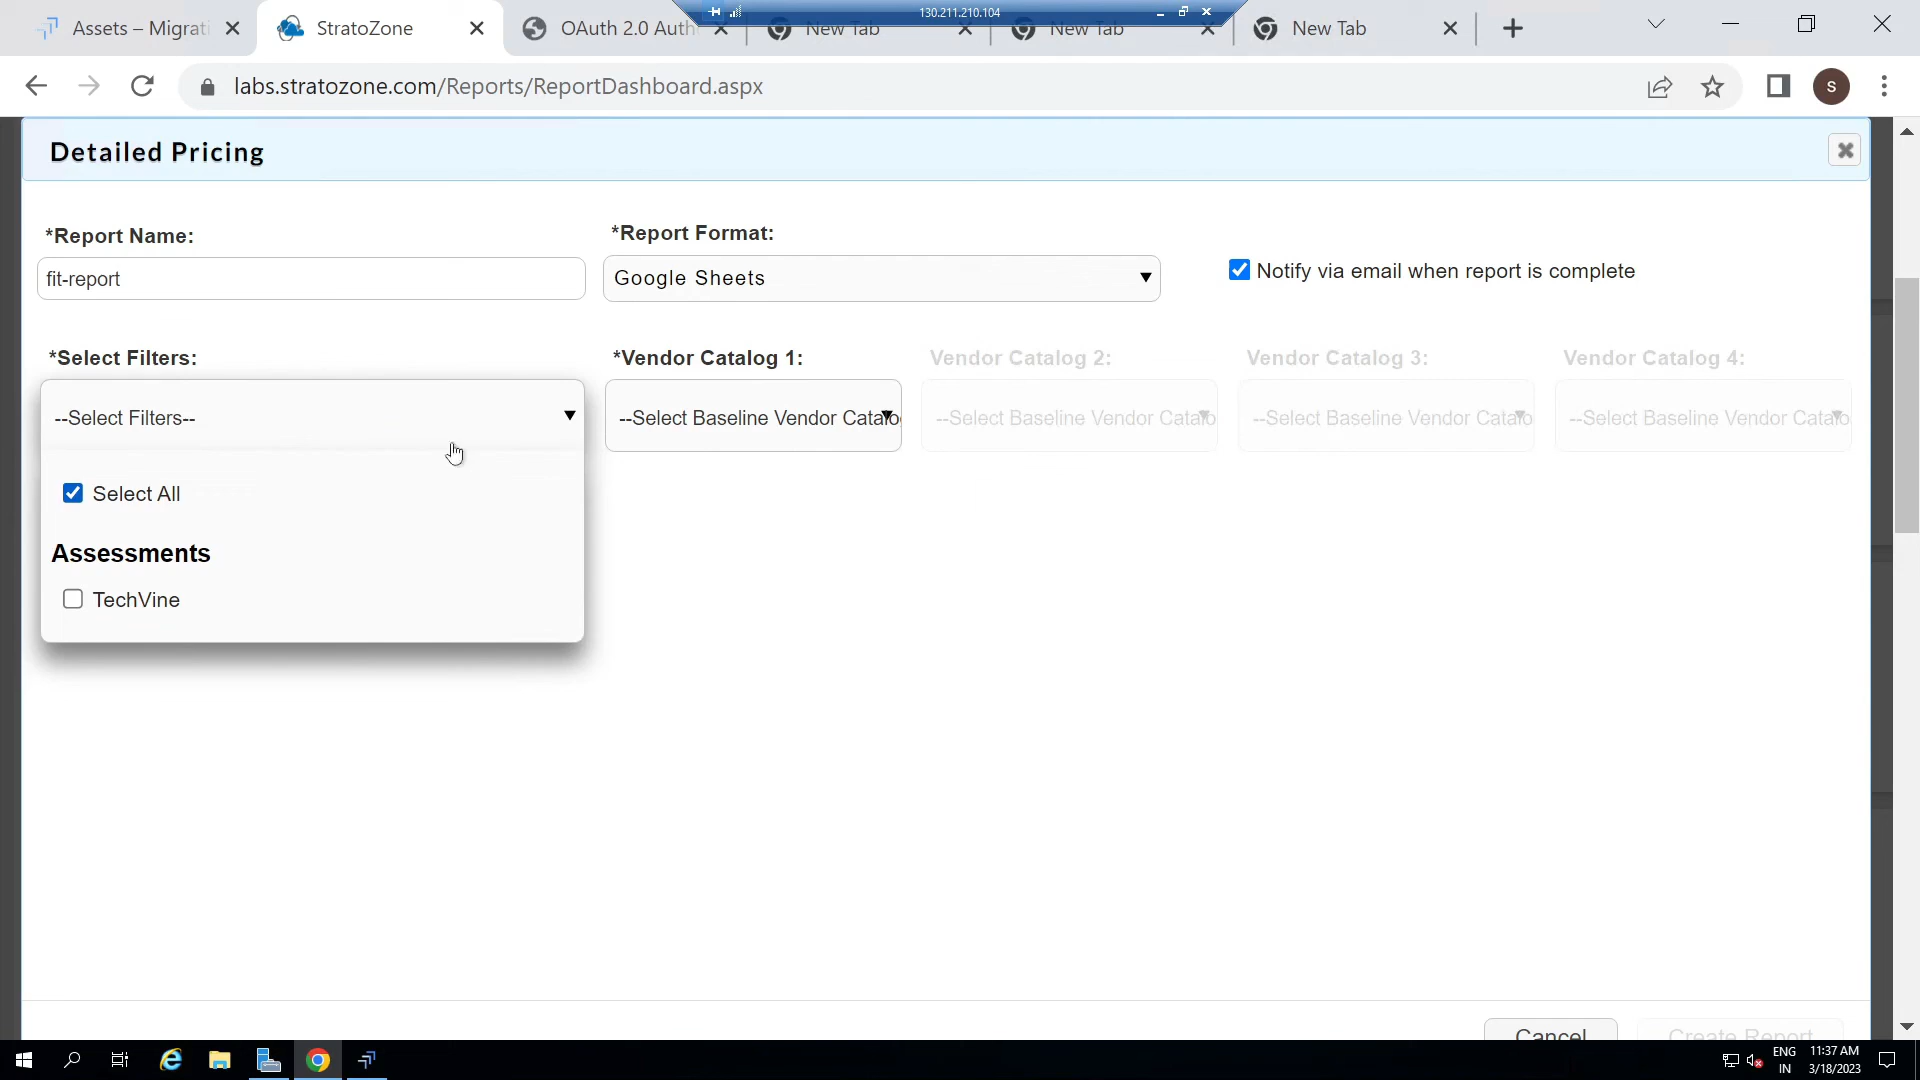 Assets – Migrati
StratoZone
OAuth 2.0 Auth
New Tab
New Tab
New Tab
130.211.210.104
labs.stratozone.com/Reports/ReportDashboard.aspx
S
Detailed Pricing
*Report Name:
*Report Format:
fit-report
Google Sheets
Notify via email when report is complete
*Select Filters:
*Vendor Catalog 1:
Vendor Catalog 2:
Vendor Catalog 3:
Vendor Catalog 4:
--Select Filters--
--Select Baseline Vendor Catalo
--Select Baseline Vendor Catalo
--Select Baseline Vendor Catalo
--Select Baseline Vendor Catalo
Select All
Assessments
TechVine
Cancel
Create Report
ENG
IN
11:37 AM
3/18/2023